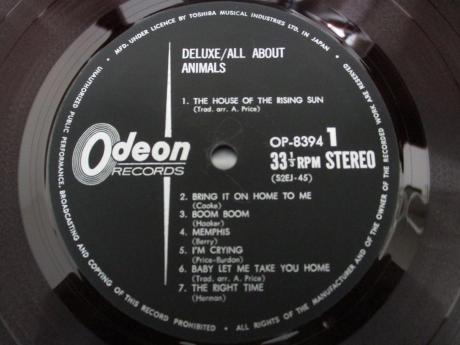 MFD. UNDER LICENCE BY TOSHIBA MUSICAL INDUSTRIES LTD. IN JAPAN •
DELUXE/ALL ABOUT
ANIMALS
1. THE HOUSE OF THE RISING SUN
(Trad. arr. A. Price)
Odeon
RECORDS
OP-8394 1
33⅓ RPM STEREO
(S2EJ-45)
2. BRING IT ON HOME TO ME
(Cooke)
3. BOOM BOOM
(Hooker)
4. MEMPHIS
(Berry)
5. I'M CRYING
(Price-Burdon)
6. BABY LET ME TAKE YOU HOME
(Trad. arr. A. Price)
7. THE RIGHT TIME
(Herman)
UNAUTHORIZED PUBLIC PERFORMANCE, BROADCASTING AND COPYING OF THIS RECORD PROHIBITED •
ALL RIGHTS OF THE MANUFACTURER AND OF THE OWNER OF THE RECORDED WORK ARE RESERVED.